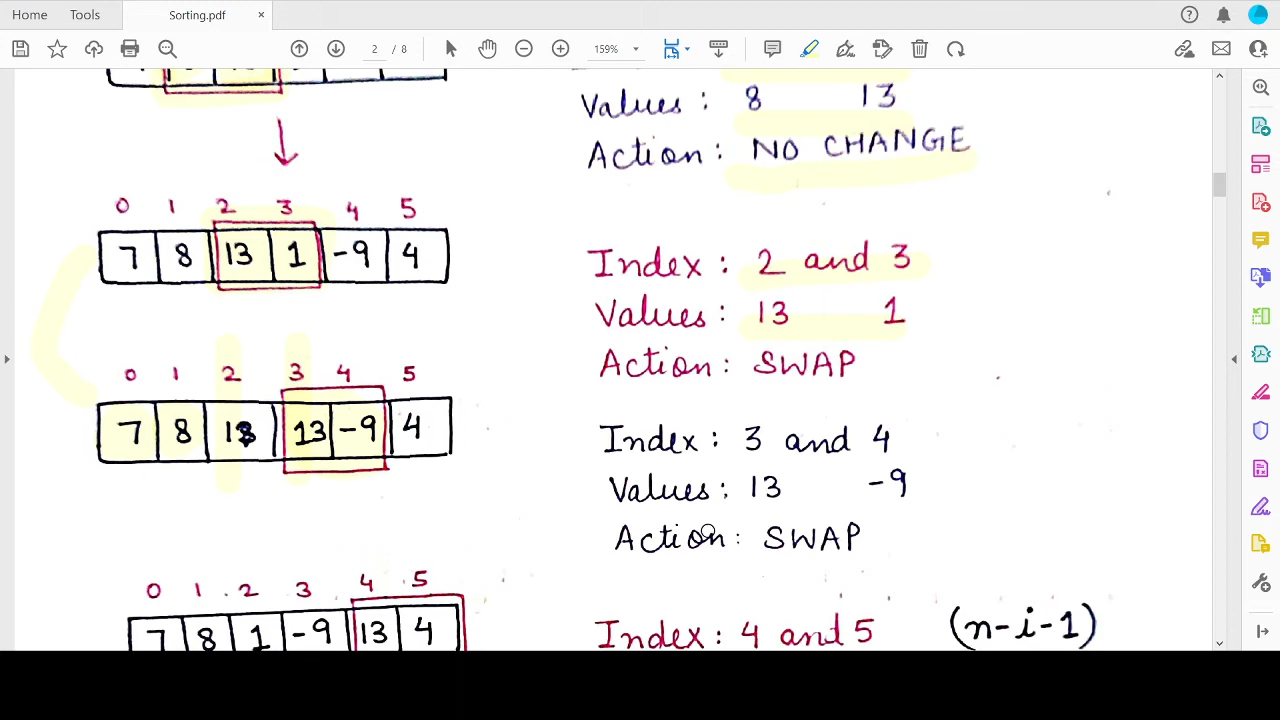 Home Tools Sorting.pdf ×
2 / 8 159%
Values : 8 13
Action : NO CHANGE
0 1 2 3 4 5
7 8 13 1 -9 4
Index : 2 and 3
Values : 13 1
Action : SWAP
0 1 2 3 4 5
7 8 13 -9 4
Index : 3 and 4
Values : 13 -9
Action : SWAP
0 1 2 3 4 5
7 8 1 -9 13 4
Index : 4 and 5 (n-i-1)